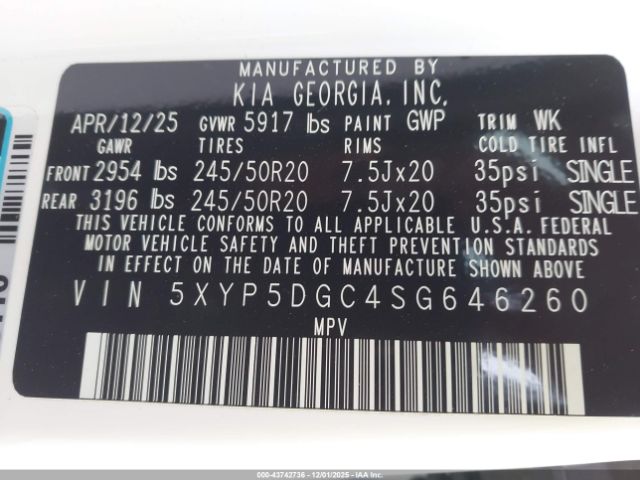 MANUFACTURED BY
KIA GEORGIA, INC.
APR/12/25 GVWR 5917 lbs PAINT GWP TRIM WK
GAWR TIRES RIMS COLD TIRE INFL
FRONT 2954 lbs 245/50R20 7.5Jx20 35psi SINGLE
REAR 3196 lbs 245/50R20 7.5Jx20 35psi SINGLE
THIS VEHICLE CONFORMS TO ALL APPLICABLE U.S.A. FEDERAL
MOTOR VEHICLE SAFETY AND THEFT PREVENTION STANDARDS
IN EFFECT ON THE DATE OF MANUFACTURE SHOWN ABOVE
VIN 5XYP5DGC4SG646260
MPV
000-43742736 - 12/01/2025 - IAA Inc.